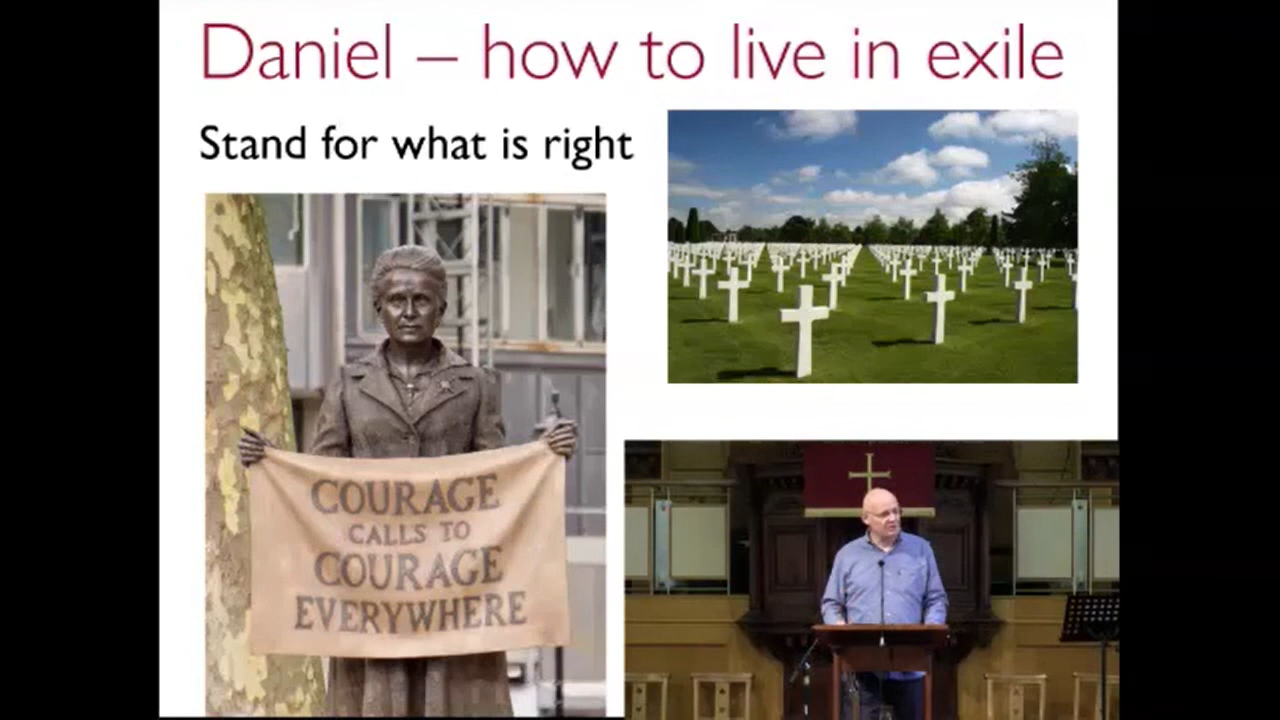 Daniel – how to live in exile
Stand for what is right
COURAGE
CALLS TO
COURAGE
EVERYWHERE